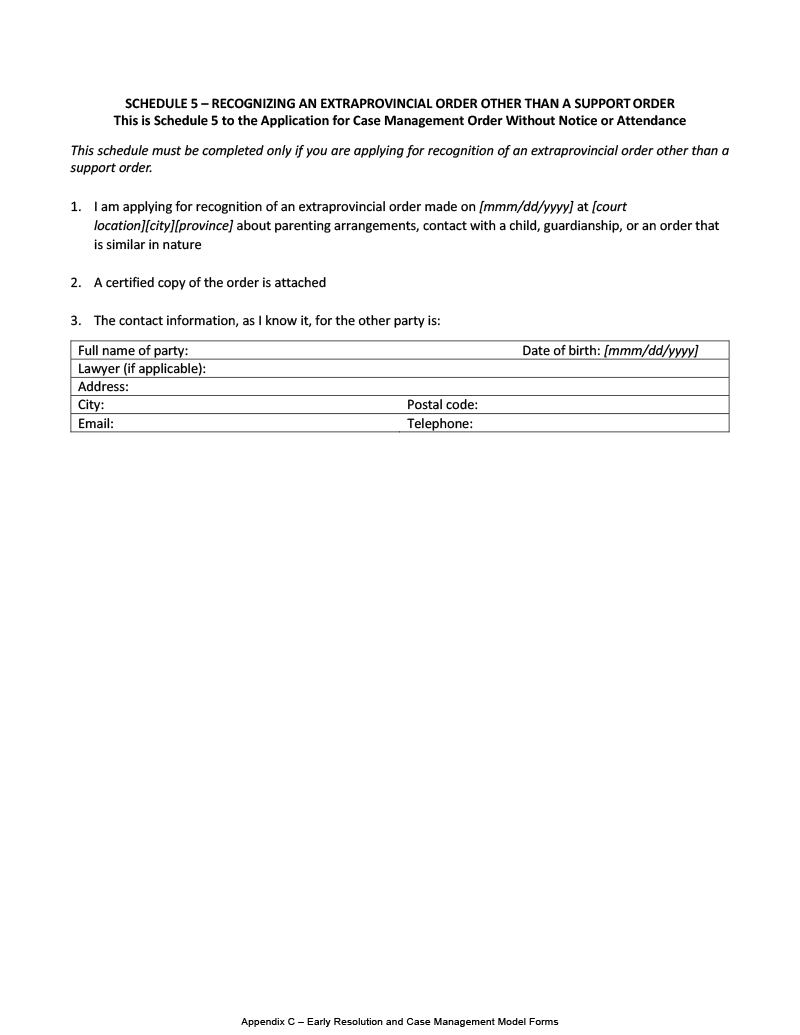 SCHEDULE 5 – RECOGNIZING AN EXTRAPROVINCIAL ORDER OTHER THAN A SUPPORT ORDER
This is Schedule 5 to the Application for Case Management Order Without Notice or Attendance
This schedule must be completed only if you are applying for recognition of an extraprovincial order other than a
support order.
1. I am applying for recognition of an extraprovincial order made on [mmm/dd/yyyy] at [court
location][city][province] about parenting arrangements, contact with a child, guardianship, or an order that
is similar in nature
2. A certified copy of the order is attached
3. The contact information, as I know it, for the other party is:
Full name of party: Date of birth: [mmm/dd/yyyy]
Lawyer (if applicable):
Address:
City: Postal code:
Email: Telephone:
Appendix C – Early Resolution and Case Management Model Forms